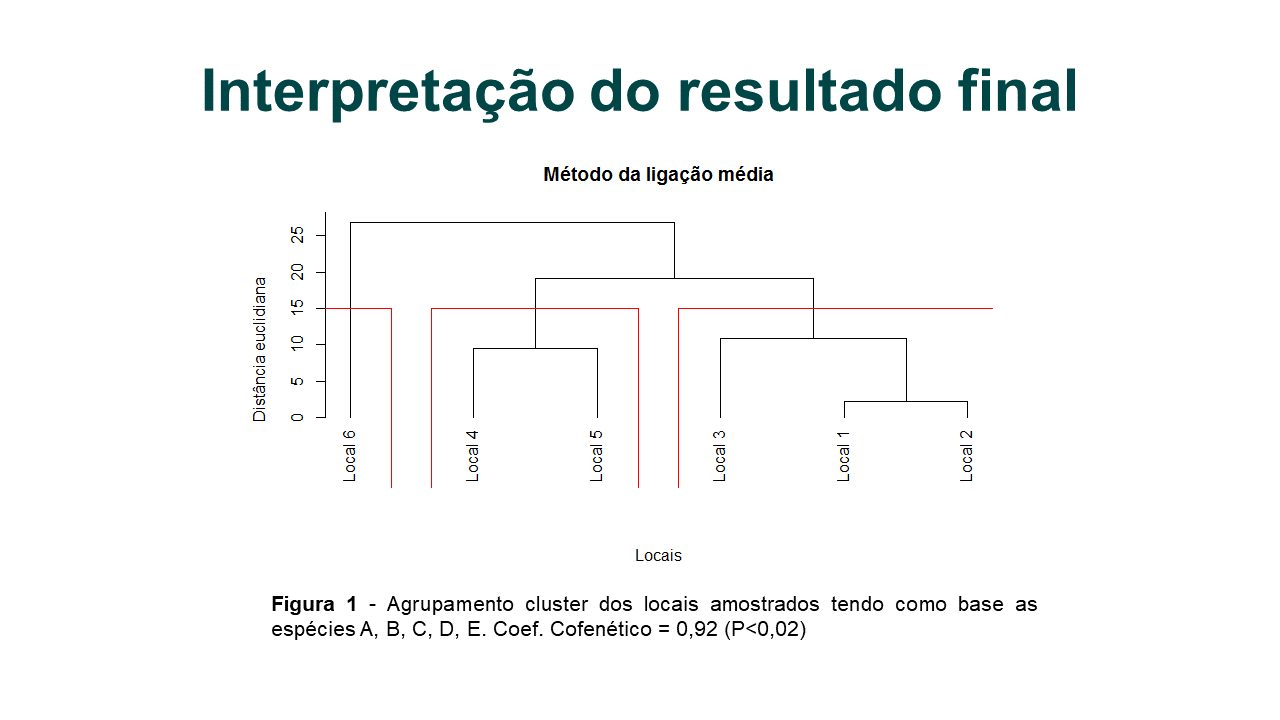 Interpretação do resultado final
Método da ligação média
Distância euclidiana
25
20
15
10
5
0
Local 6
Local 4
Local 5
Local 3
Local 1
Local 2
Locais
Figura 1 - Agrupamento cluster dos locais amostrados tendo como base as
espécies A, B, C, D, E. Coef. Cofenético = 0,92 (P<0,02)